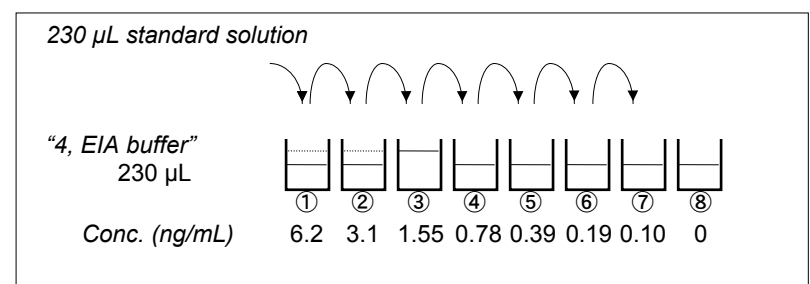 230 µL standard solution
“4, EIA buffer”
230 µL
① ② ③ ④ ⑤ ⑥ ⑦ ⑧
Conc. (ng/mL) 6.2 3.1 1.55 0.78 0.39 0.19 0.10 0